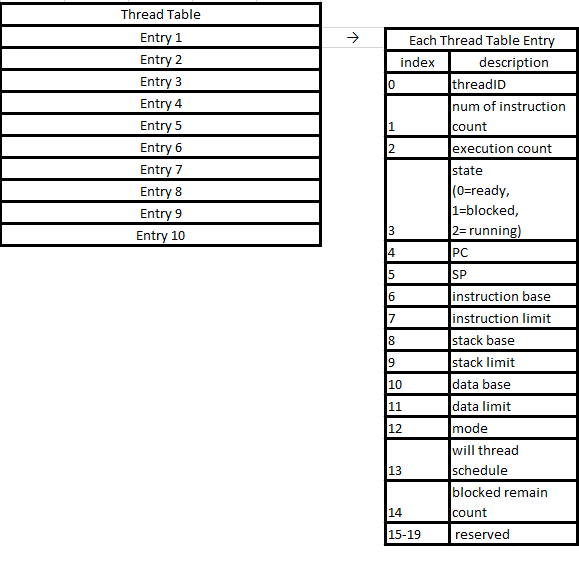 Thread Table
Entry 1
Entry 2
Entry 3
Entry 4
Entry 5
Entry 6
Entry 7
Entry 8
Entry 9
Entry 10
→
Each Thread Table Entry
index description
0 threadID
num of instruction
1 count
2 execution count
state
(0=ready,
1=blocked,
3 2= running)
4 PC
5 SP
6 instruction base
7 instruction limit
8 stack base
9 stack limit
10 data base
11 data limit
12 mode
will thread
13 schedule
blocked remain
14 count
15-19 reserved